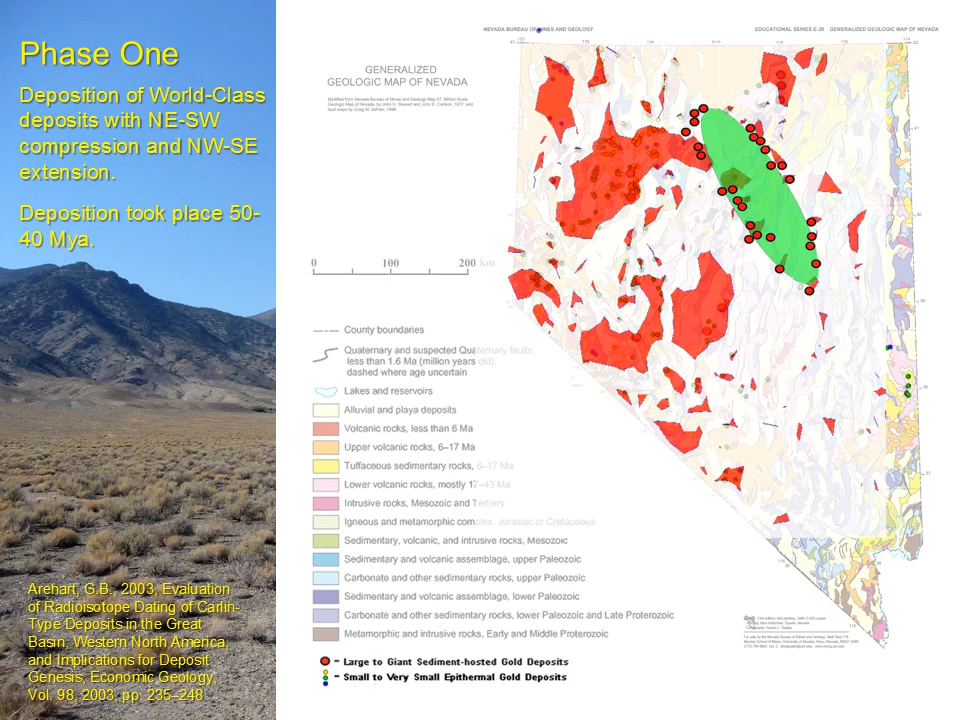 Phase One
Deposition of World-Class
deposits with NE-SW
compression and NW-SE
extension.
Deposition took place 50-
40 Mya.
Arehart, G.B., 2003, Evaluation
of Radioisotope Dating of Carlin-
Type Deposits in the Great
Basin, Western North America,
and Implications for Deposit
Genesis, Economic Geology,
Vol. 98, 2003, pp. 235–248
NEVADA BUREAU OF MINES AND GEOLOGY
EDUCATIONAL SERIES E-30 GENERALIZED GEOLOGIC MAP OF NEVADA
GENERALIZED
GEOLOGIC MAP OF NEVADA
0 100 200 km
County boundaries
Quaternary and suspected Quaternary faults,
less than 1.6 Ma (million years old),
dashed where age uncertain
Lakes and reservoirs
Alluvial and playa deposits
Volcanic rocks, less than 6 Ma
Upper volcanic rocks, 6–17 Ma
Tuffaceous sedimentary rocks, 6–17 Ma
Lower volcanic rocks, mostly 17–43 Ma
Intrusive rocks, Mesozoic and Tertiary
Igneous and metamorphic complex, Jurassic or Cretaceous
Sedimentary, volcanic, and intrusive rocks, Mesozoic
Sedimentary and volcanic assemblage, upper Paleozoic
Carbonate and other sedimentary rocks, upper Paleozoic
Sedimentary and volcanic assemblage, lower Paleozoic
Carbonate and other sedimentary rocks, lower Paleozoic and Late Proterozoic
Metamorphic and intrusive rocks, Early and Middle Proterozoic
- Large to Giant Sediment-hosted Gold Deposits
- Small to Very Small Epithermal Gold Deposits